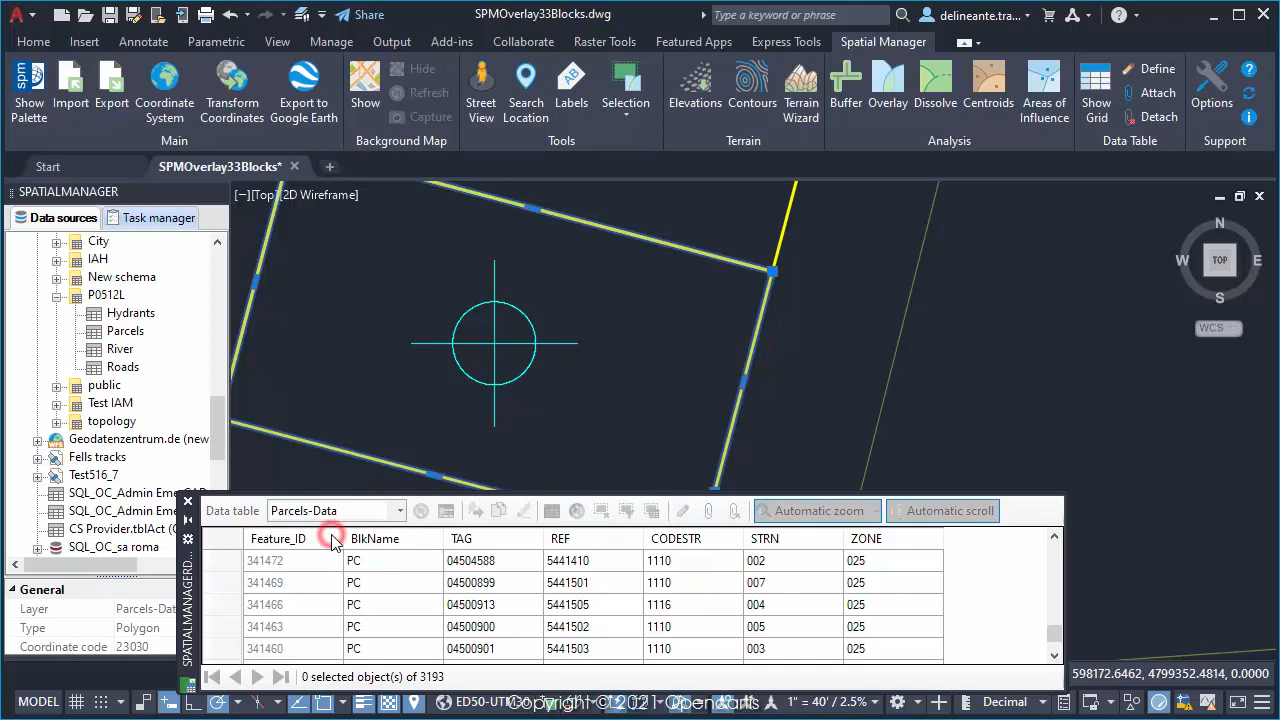 SPMOverlay33Blocks.dwg
Share
Type a keyword or phrase
delineante.tra...
Home Insert Annotate Parametric View Manage Output Add-ins Collaborate Raster Tools Featured Apps Express Tools Spatial Manager
Show Palette
Import
Export
Coordinate System
Transform Coordinates
Export to Google Earth
Main
Show
Hide
Refresh
Capture
Background Map
Street View
Search Location
Labels
Selection
Tools
Elevations
Contours
Terrain Wizard
Terrain
Buffer
Overlay
Dissolve
Centroids
Areas of Influence
Analysis
Show Grid
Define
Attach
Detach
Data Table
Options
Support
Start
SPMOverlay33Blocks*
SPATIALMANAGER
Data sources
Task manager
City
IAH
New schema
P0512L
Hydrants
Parcels
River
Roads
public
Test IAM
topology
Geodatenzentrum.de (new
Fells tracks
Test516_7
SQL_OC_Admin Eme
SQL_OC_Admin
CS Provider.tblAct (
SQL_OC_sa roma
General
Layer Parcels-Dat
Type Polygon
Coordinate code 23030
[−][Top][2D Wireframe]
N
W TOP E
S
WCS
SPATIALMANAGERD...
Data table Parcels-Data Automatic zoom Automatic scroll
Feature_ID BlkName TAG REF CODESTR STRN ZONE
341472 PC 04504588 5441410 1110 002 025
341469 PC 04500899 5441501 1110 007 025
341466 PC 04500913 5441505 1116 004 025
341463 PC 04500900 5441502 1110 005 025
341460 PC 04500901 5441503 1110 003 025
0 selected object(s) of 3193
598172.6462, 4799352.4814, 0.0000
MODEL ED50-UTM30 1" = 40' / 2.5% Decimal
Copyright © 2021 Opencarts